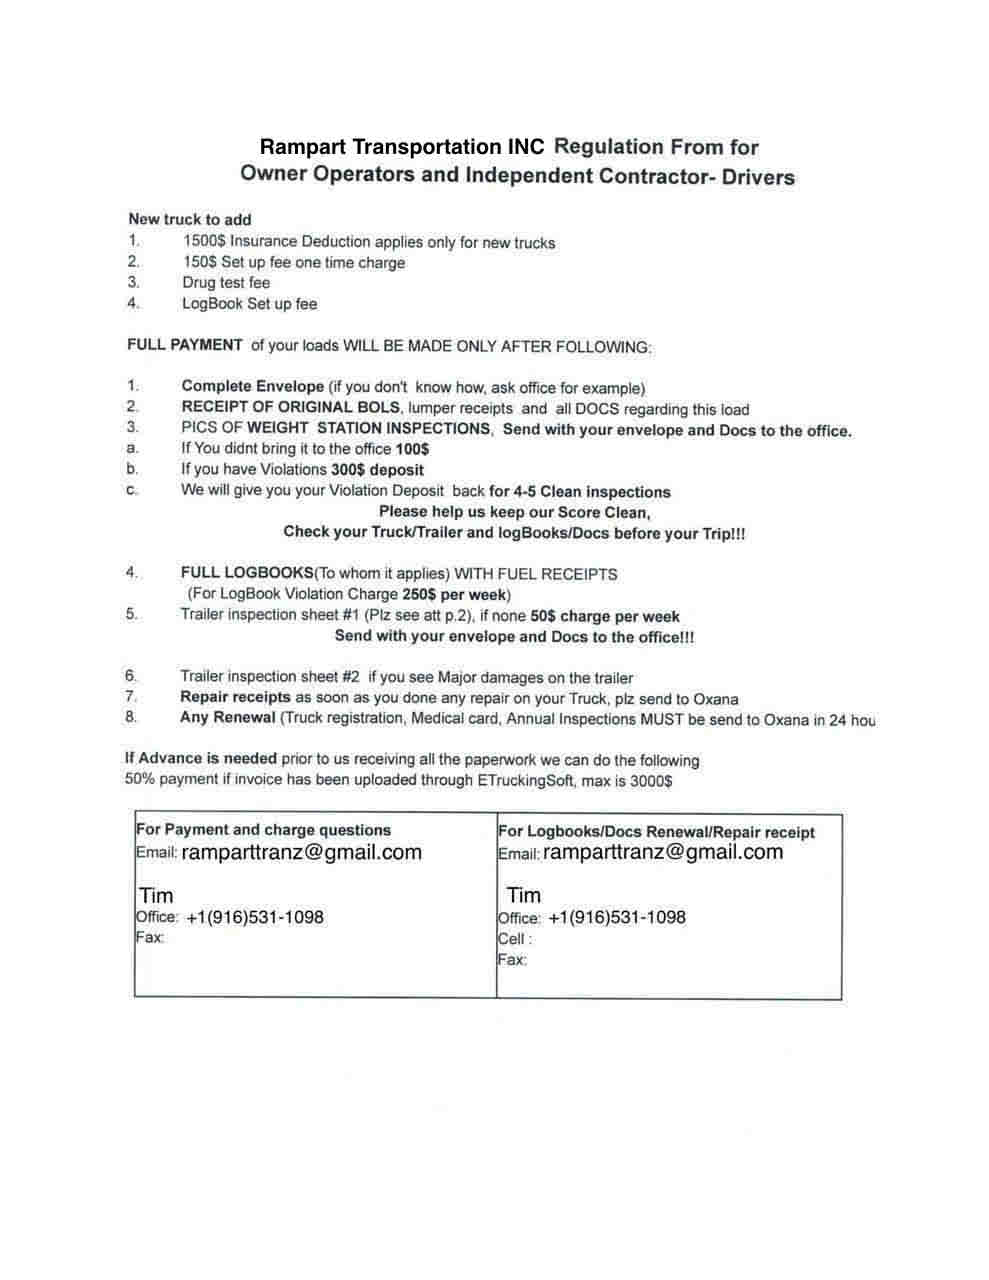 Rampart Transportation INC Regulation From for
Owner Operators and Independent Contractor- Drivers
New truck to add
1. 1500$ Insurance Deduction applies only for new trucks
2. 150$ Set up fee one time charge
3. Drug test fee
4. LogBook Set up fee
FULL PAYMENT of your loads WILL BE MADE ONLY AFTER FOLLOWING:
1. Complete Envelope (if you don't know how, ask office for example)
2. RECEIPT OF ORIGINAL BOLS, lumper receipts and all DOCS regarding this load
3. PICS OF WEIGHT STATION INSPECTIONS, Send with your envelope and Docs to the office.
a. If You didnt bring it to the office 100$
b. If you have Violations 300$ deposit
c. We will give you your Violation Deposit back for 4-5 Clean inspections
Please help us keep our Score Clean,
Check your Truck/Trailer and logBooks/Docs before your Trip!!!
4. FULL LOGBOOKS(To whom it applies) WITH FUEL RECEIPTS
(For LogBook Violation Charge 250$ per week)
5. Trailer inspection sheet #1 (Plz see att p.2), if none 50$ charge per week
Send with your envelope and Docs to the office!!!
6. Trailer inspection sheet #2 if you see Major damages on the trailer
7. Repair receipts as soon as you done any repair on your Truck, plz send to Oxana
8. Any Renewal (Truck registration, Medical card, Annual Inspections MUST be send to Oxana in 24 hou
If Advance is needed prior to us receiving all the paperwork we can do the following
50% payment if invoice has been uploaded through ETruckingSoft, max is 3000$
For Payment and charge questions
Email: ramparttranz@gmail.com
Tim
Office: +1(916)531-1098
Fax:
For Logbooks/Docs Renewal/Repair receipt
Email: ramparttranz@gmail.com
Tim
Office: +1(916)531-1098
Cell :
Fax: